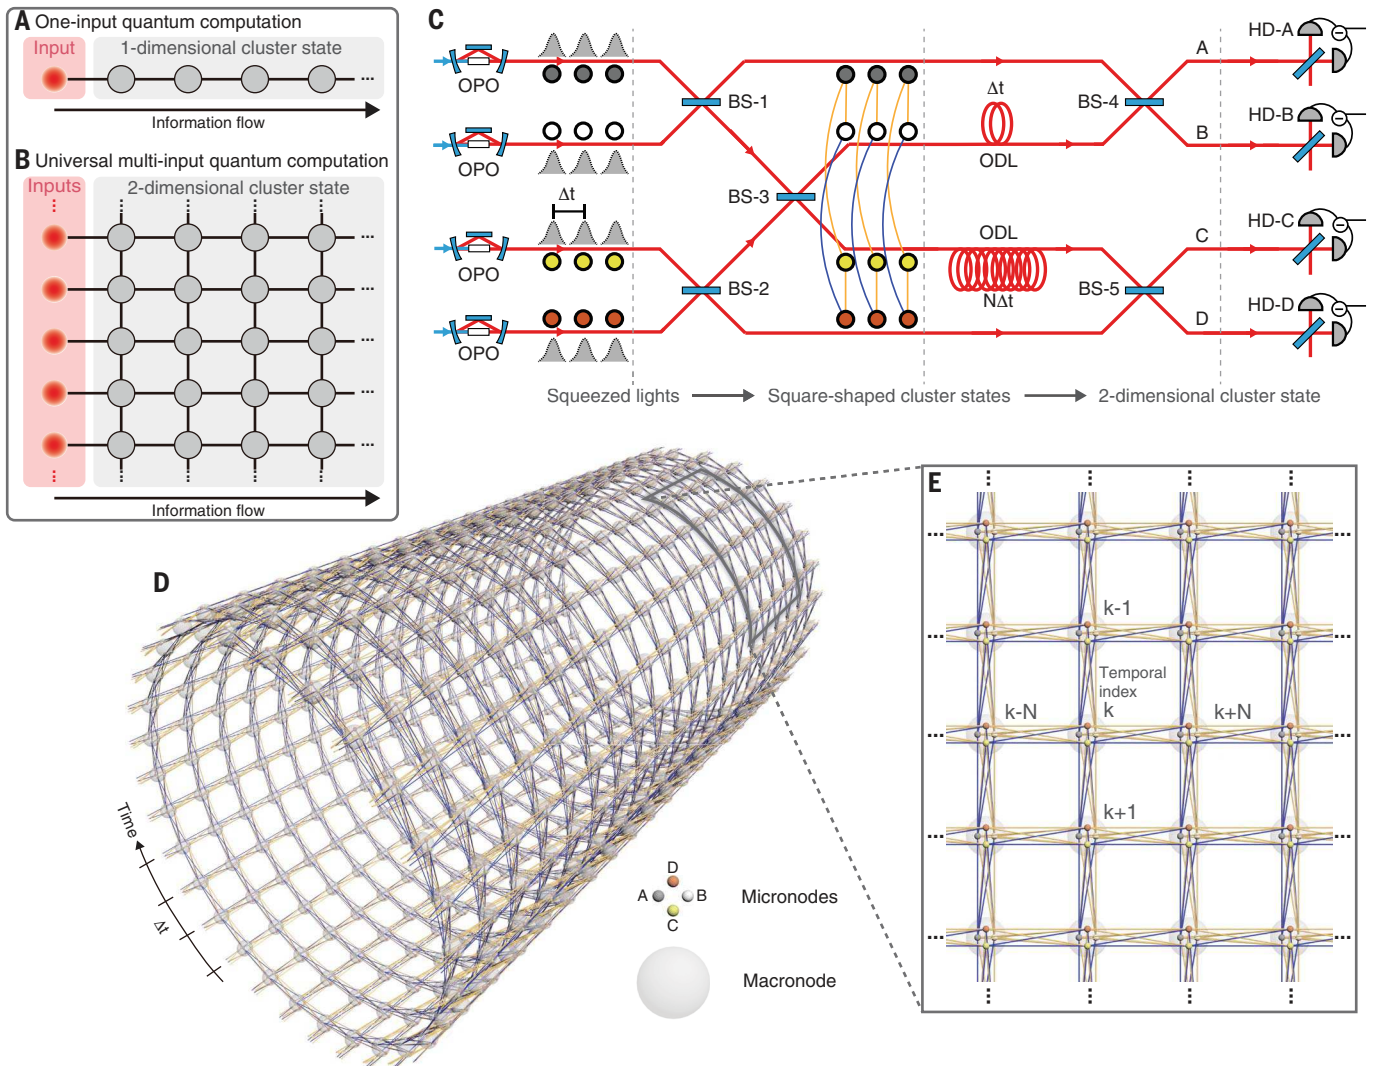 A One-input quantum computation
Input
1-dimensional cluster state
...
Information flow
B Universal multi-input quantum computation
Inputs
2-dimensional cluster state
...
...
...
...
...
Information flow
C
OPO
OPO
OPO
OPO
Δt
BS-1
BS-2
BS-3
Δt
ODL
ODL
NΔt
BS-4
BS-5
A
B
C
D
HD-A
HD-B
HD-C
HD-D
Squeezed lights
Square-shaped cluster states
2-dimensional cluster state
D
Time
Δt
D
A
B
C
Micronodes
Macronode
E
k-1
Temporal
index
k-N
k
k+N
k+1